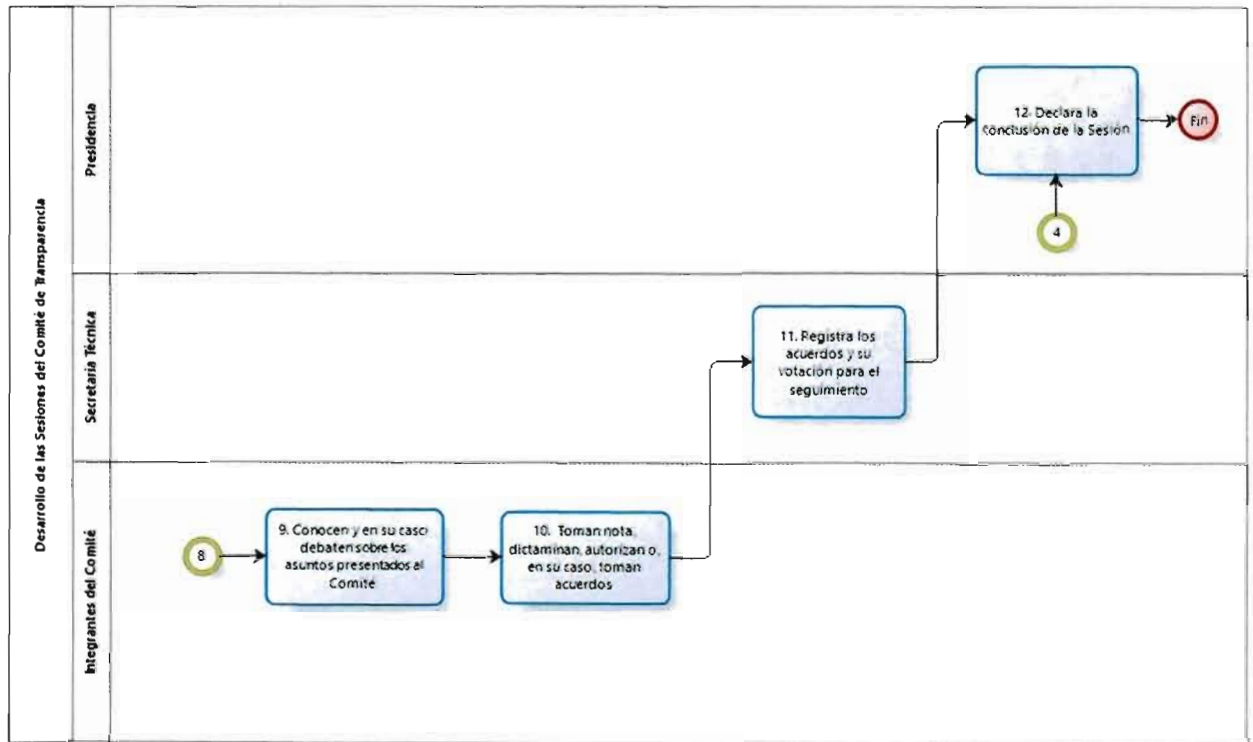 Desarrollo de las Sesiones del Comité de Transparencia
Presidencia
12. Declara la
conclusión de la Sesión
Fin
4
Secretaria Técnica
11. Registra los
acuerdos y su
votación para el
seguimiento
Integrantes del Comité
8
9. Conocen y en su caso
debaten sobre los
asuntos presentados al
Comité
10. Toman nota,
dictaminan, autorizan o,
en su caso, toman
acuerdos